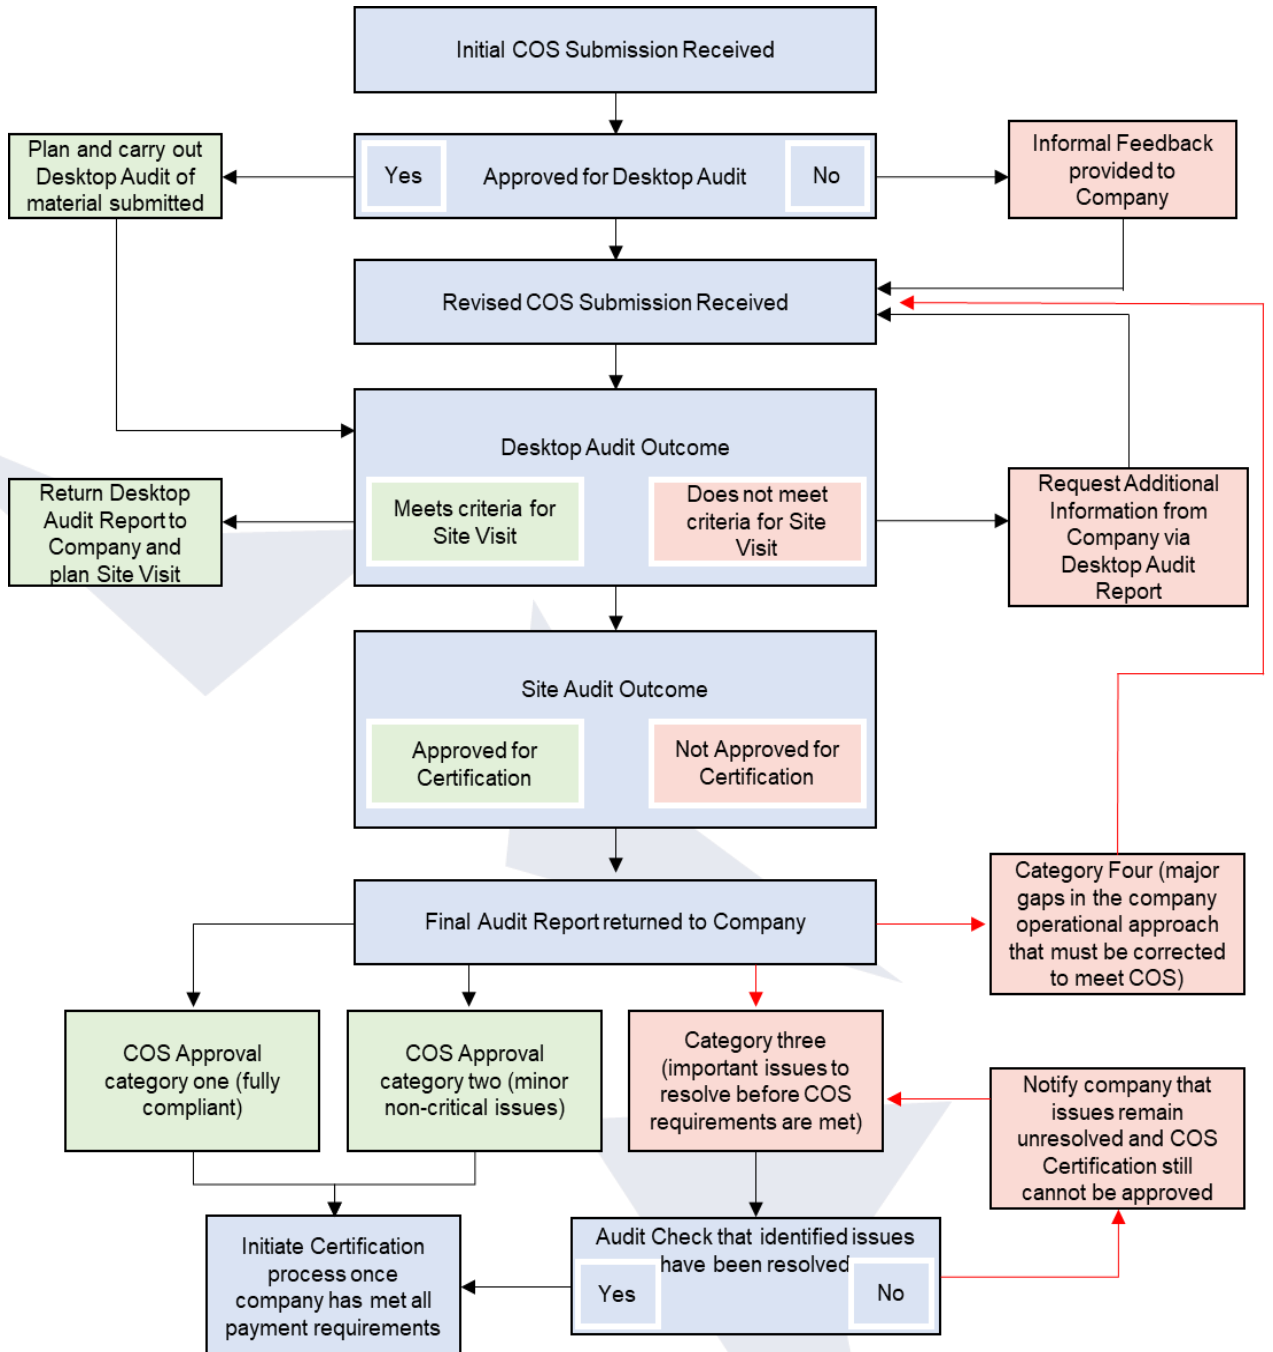 Initial COS Submission Received
Plan and carry out
Desktop Audit of
material submitted
Yes
Approved for Desktop Audit
No
Informal Feedback
provided to
Company
Revised COS Submission Received
Desktop Audit Outcome
Meets criteria for
Site Visit
Does not meet
criteria for Site
Visit
Return Desktop
Audit Report to
Company and
plan Site Visit
Request Additional
Information from
Company via
Desktop Audit
Report
Site Audit Outcome
Approved for
Certification
Not Approved for
Certification
Final Audit Report returned to Company
Category Four (major
gaps in the company
operational approach
that must be corrected
to meet COS)
COS Approval
category one (fully
compliant)
COS Approval
category two (minor
non-critical issues)
Category three
(important issues to
resolve before COS
requirements are met)
Notify company that
issues remain
unresolved and COS
Certification still
cannot be approved
Initiate Certification
process once
company has met all
payment requirements
Audit Check that identified issues
have been resolved
Yes
No